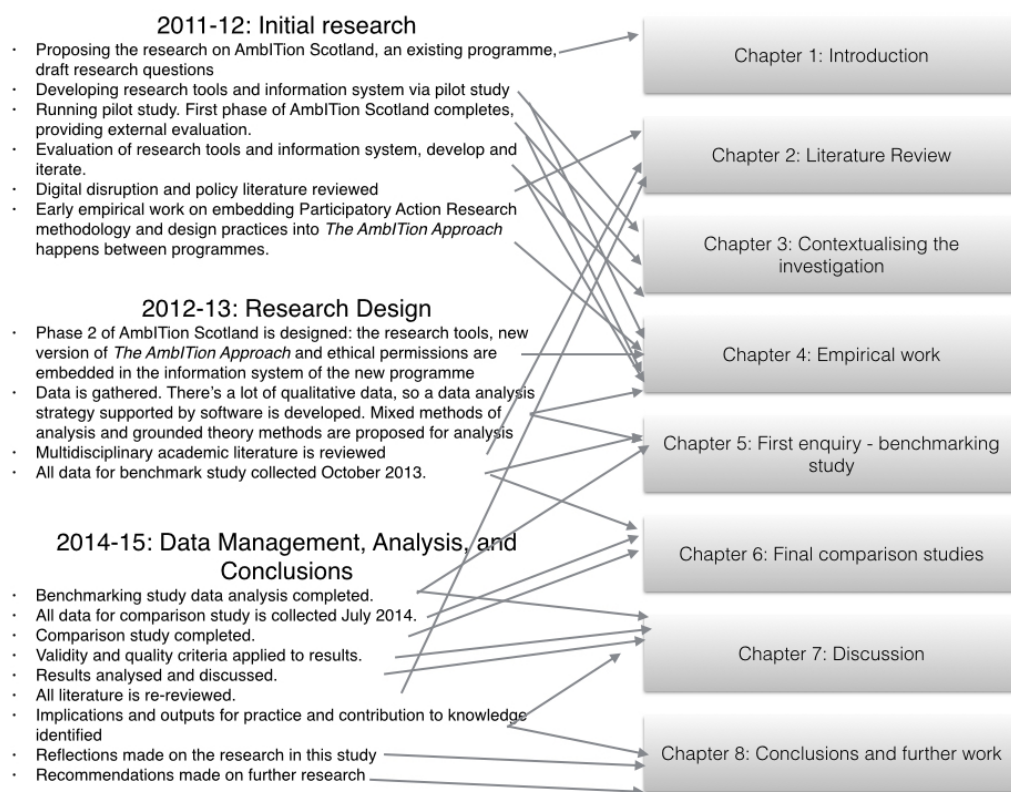 2011-12: Initial research
· Proposing the research on AmbITion Scotland, an existing programme,
draft research questions
· Developing research tools and information system via pilot study
· Running pilot study. First phase of AmbITion Scotland completes,
providing external evaluation.
· Evaluation of research tools and information system, develop and
iterate.
· Digital disruption and policy literature reviewed
· Early empirical work on embedding Participatory Action Research
methodology and design practices into The AmbITion Approach
happens between programmes.
2012-13: Research Design
· Phase 2 of AmbITion Scotland is designed: the research tools, new
version of The AmbITion Approach and ethical permissions are
embedded in the information system of the new programme
· Data is gathered. There's a lot of qualitative data, so a data analysis
strategy supported by software is developed. Mixed methods of
analysis and grounded theory methods are proposed for analysis
· Multidisciplinary academic literature is reviewed
· All data for benchmark study collected October 2013.
2014-15: Data Management, Analysis, and
Conclusions
· Benchmarking study data analysis completed.
· All data for comparison study is collected July 2014.
· Comparison study completed.
· Validity and quality criteria applied to results.
· Results analysed and discussed.
· All literature is re-reviewed.
· Implications and outputs for practice and contribution to knowledge
identified
· Reflections made on the research in this study
· Recommendations made on further research
Chapter 1: Introduction
Chapter 2: Literature Review
Chapter 3: Contextualising the
investigation
Chapter 4: Empirical work
Chapter 5: First enquiry - benchmarking
study
Chapter 6: Final comparison studies
Chapter 7: Discussion
Chapter 8: Conclusions and further work